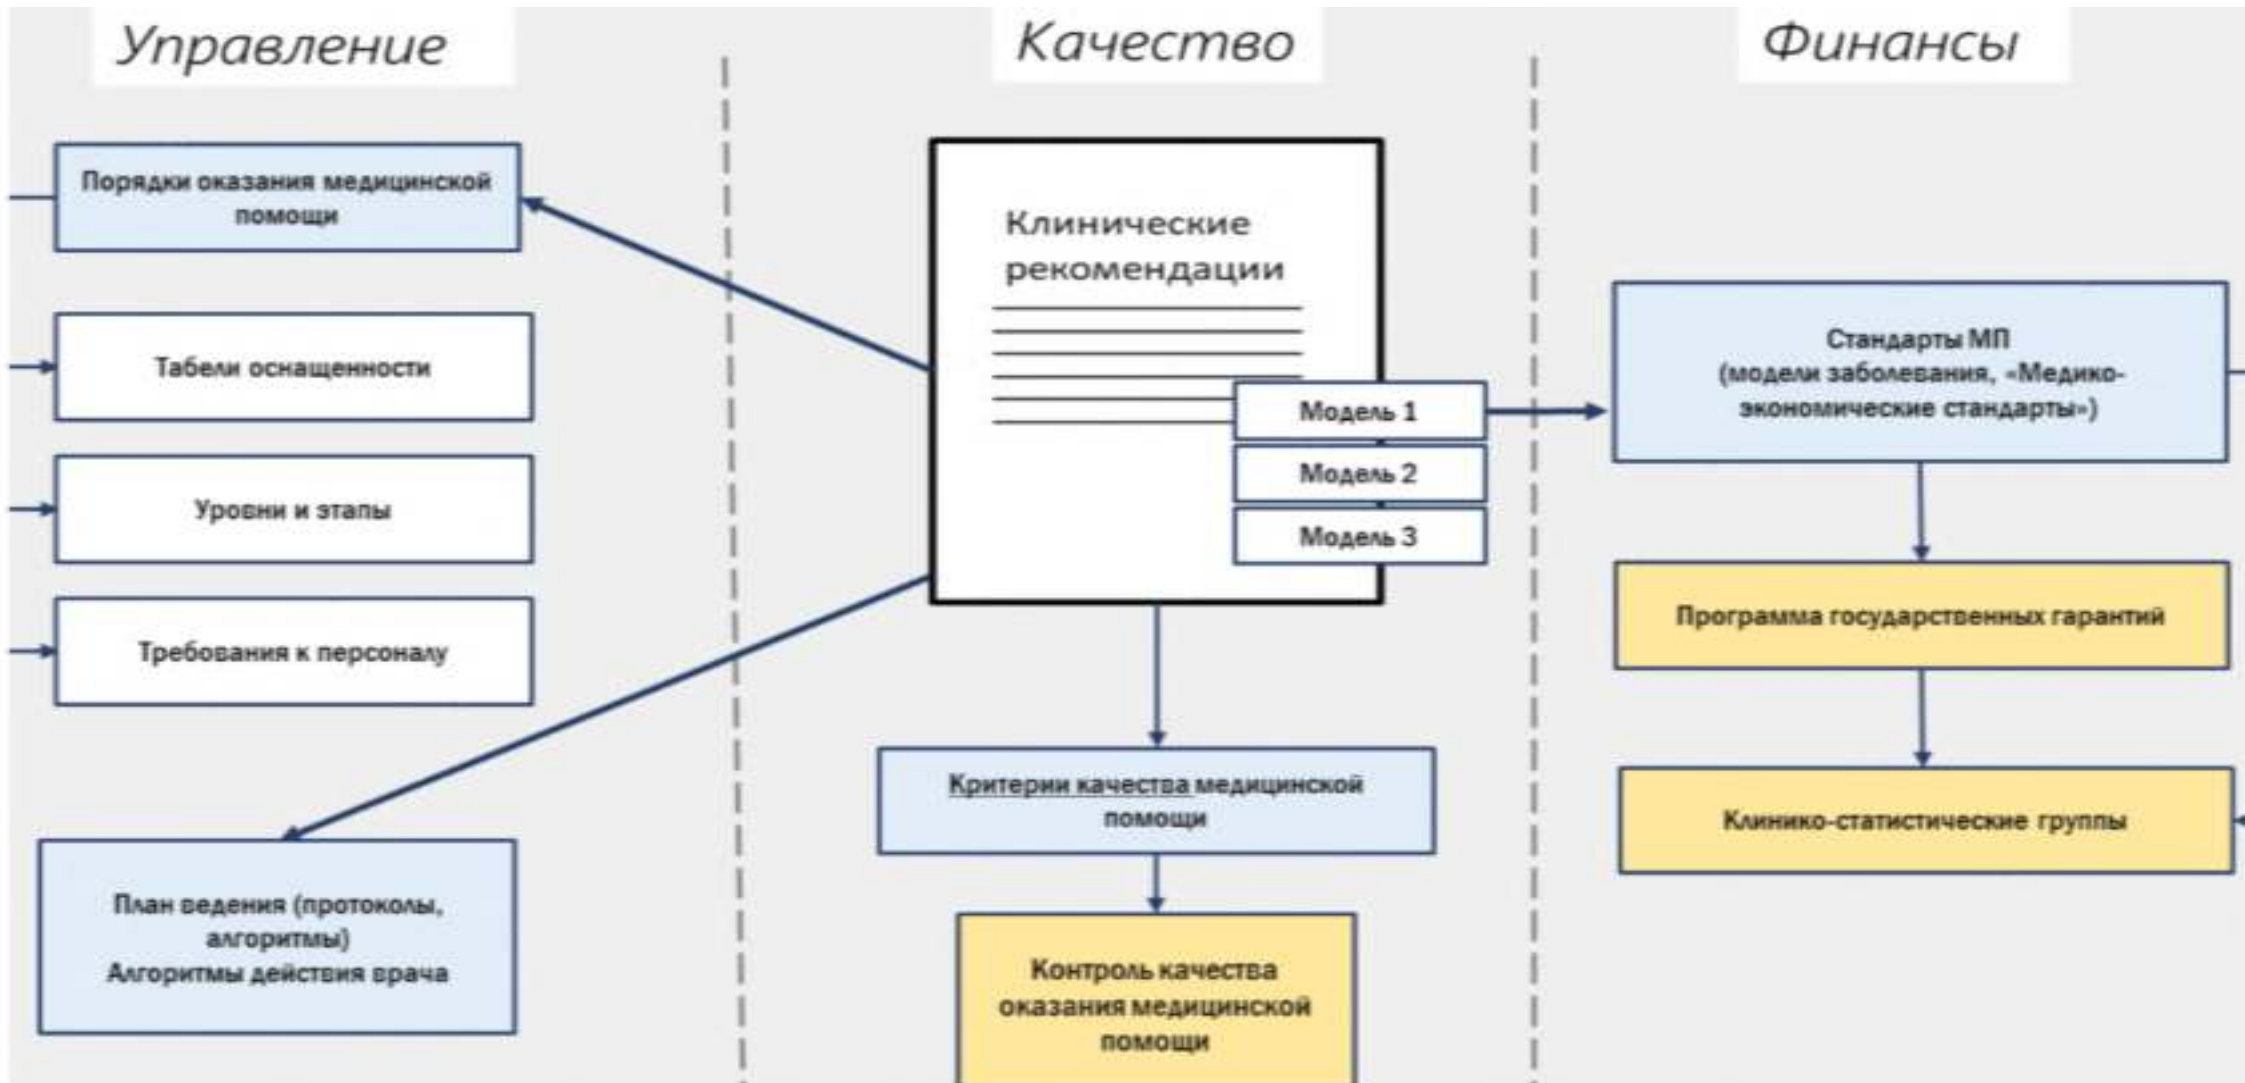 Управление
Качество
Финансы
Порядки оказания медицинской
помощи
Табели оснащенности
Уровни и этапы
Требования к персоналу
План ведения (протоколы,
алгоритмы)
Алгоритмы действия врача
Клинические
рекомендации
Модель 1
Модель 2
Модель 3
Критерии качества медицинской
помощи
Контроль качества
оказания медицинской
помощи
Стандарты МП
(модели заболевания, «Медико-
экономические стандарты»)
Программа государственных гарантий
Клинико-статистические группы